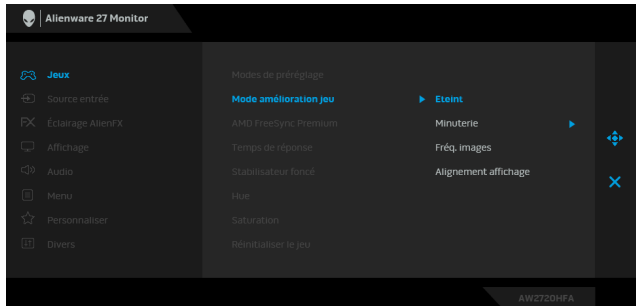 Alienware 27 Monitor
Jeux
Modes de préréglage
Source entrée
Mode amélioration jeu
Eteint
FX
Éclairage AlienFX
AMD FreeSync Premium
Minuterie
Affichage
Temps de réponse
Fréq. images
Audio
Stabilisateur foncé
Alignement affichage
Menu
Hue
Personnaliser
Saturation
Divers
Réinitialiser le jeu
AW2720HFA